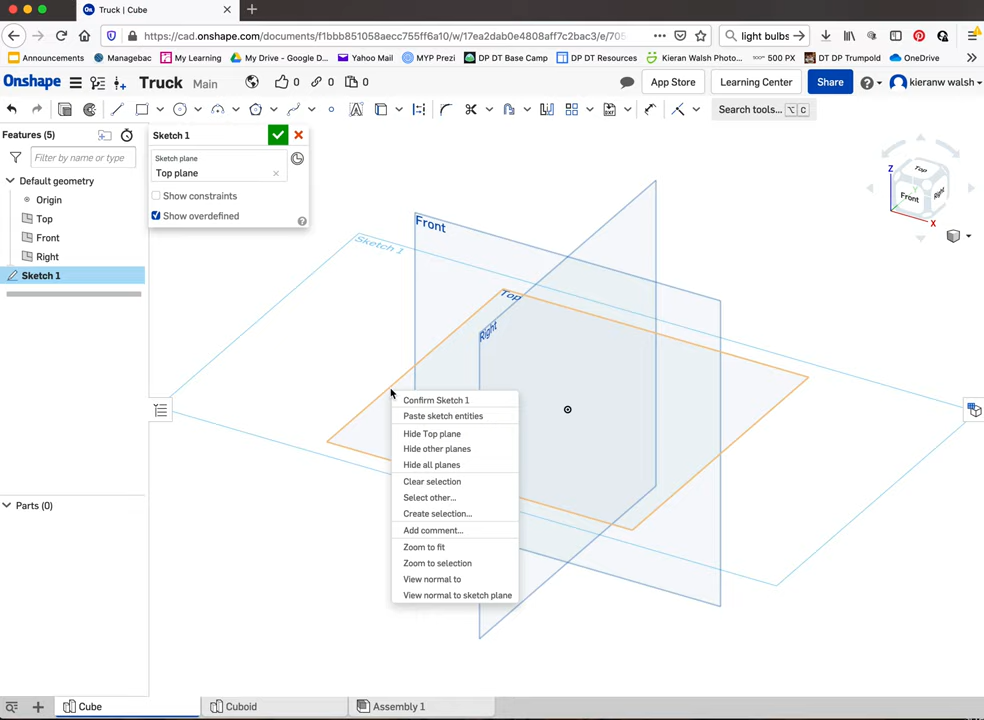 Truck | Cube
https://cad.onshape.com/documents/f1bbb851058aecc755ff6a10/w/17ea2dab0e4808aff7c2bac3/e/705
light bulbs
Announcements
Managebac
My Learning
My Drive - Google D...
Yahoo Mail
MYP Prezi
DP DT Base Camp
DP DT Resources
Kieran Walsh Photo...
500 PX
DT DP Trumpold
OneDrive
Onshape
Truck
Main
0
0
0
App Store
Learning Center
Share
kieranw walsh
Search tools... ⌥ C
Features (5)
Filter by name or type
Default geometry
Origin
Top
Front
Right
Sketch 1
Parts (0)
Sketch 1
Sketch plane
Top plane
Show constraints
Show overdefined
Front
Sketch 1
Top
Right
Confirm Sketch 1
Paste sketch entities
Hide Top plane
Hide other planes
Hide all planes
Clear selection
Select other...
Create selection...
Add comment...
Zoom to fit
Zoom to selection
View normal to
View normal to sketch plane
Z
Top
Front
Right
Y
X
Cube
Cuboid
Assembly 1